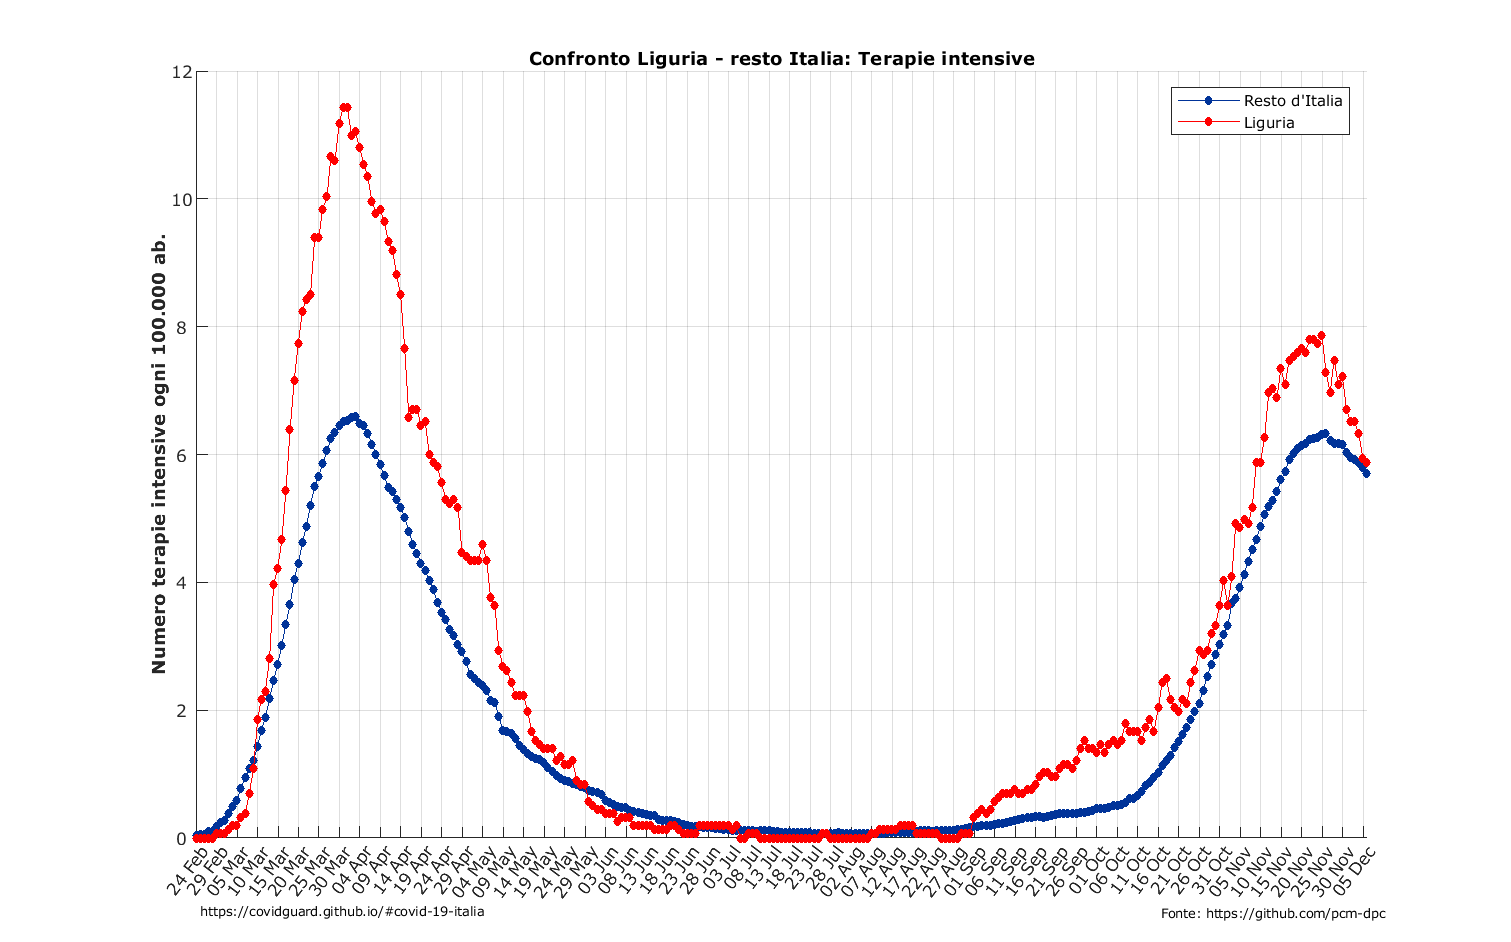 Confronto Liguria - resto Italia: Terapie intensive
Numero terapie intensive ogni 100.000 ab.
12
10
8
6
4
2
0
Resto d'Italia
Liguria
24 Feb
29 Feb
05 Mar
10 Mar
15 Mar
20 Mar
25 Mar
30 Mar
04 Apr
09 Apr
14 Apr
19 Apr
24 Apr
29 Apr
04 May
09 May
14 May
19 May
24 May
29 May
03 Jun
08 Jun
13 Jun
18 Jun
23 Jun
28 Jun
03 Jul
08 Jul
13 Jul
18 Jul
23 Jul
28 Jul
02 Aug
07 Aug
12 Aug
17 Aug
22 Aug
27 Aug
01 Sep
06 Sep
11 Sep
16 Sep
21 Sep
26 Sep
01 Oct
06 Oct
11 Oct
16 Oct
21 Oct
26 Oct
31 Oct
05 Nov
10 Nov
15 Nov
20 Nov
25 Nov
30 Nov
05 Dec
https://covidguard.github.io/#covid-19-italia
Fonte: https://github.com/pcm-dpc